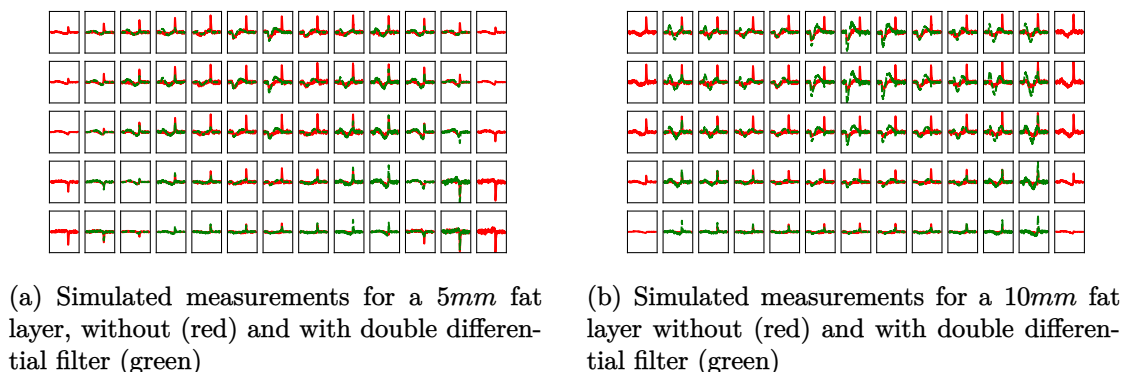 (a) Simulated measurements for a 5mm fat
layer, without (red) and with double differen-
tial filter (green)
(b) Simulated measurements for a 10mm fat
layer without (red) and with double differen-
tial filter (green)